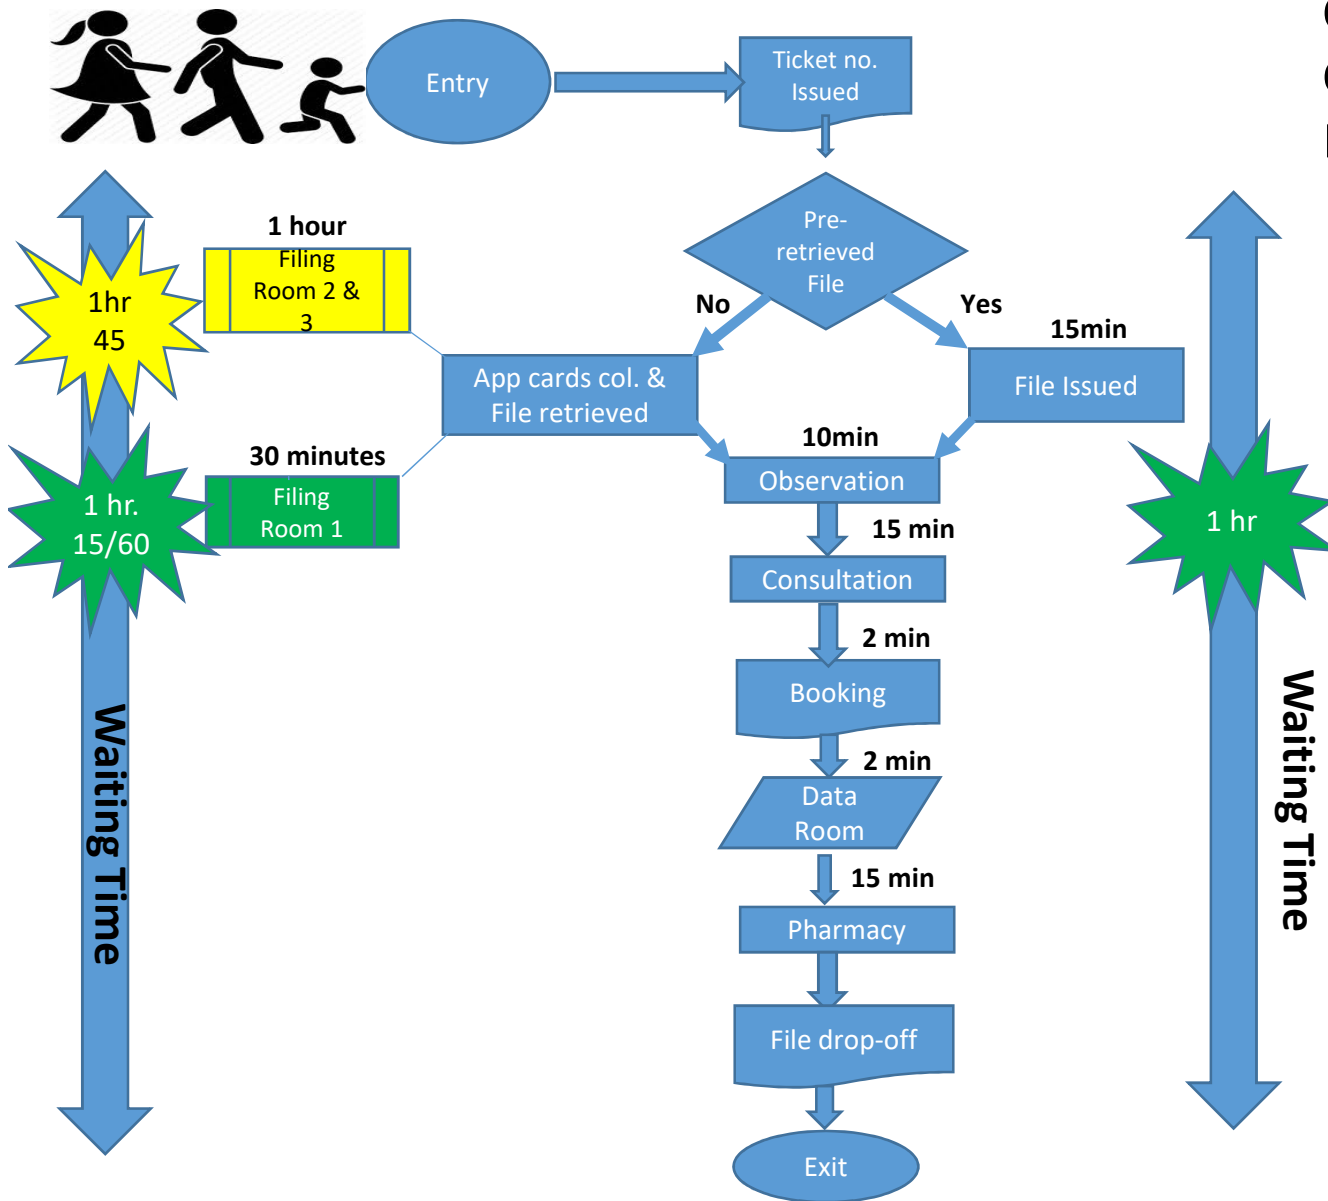 Entry
Ticket no.
Issued
Pre-
retrieved
File
No
Yes
1 hour
Filing
Room 2 &
3
1hr
45
15min
File Issued
App cards col. &
File retrieved
10min
Observation
30 minutes
Filing
Room 1
1 hr.
15/60
1 hr
15 min
Consultation
2 min
Booking
2 min
Data
Room
15 min
Pharmacy
File drop-off
Exit
Waiting Time
Waiting Time